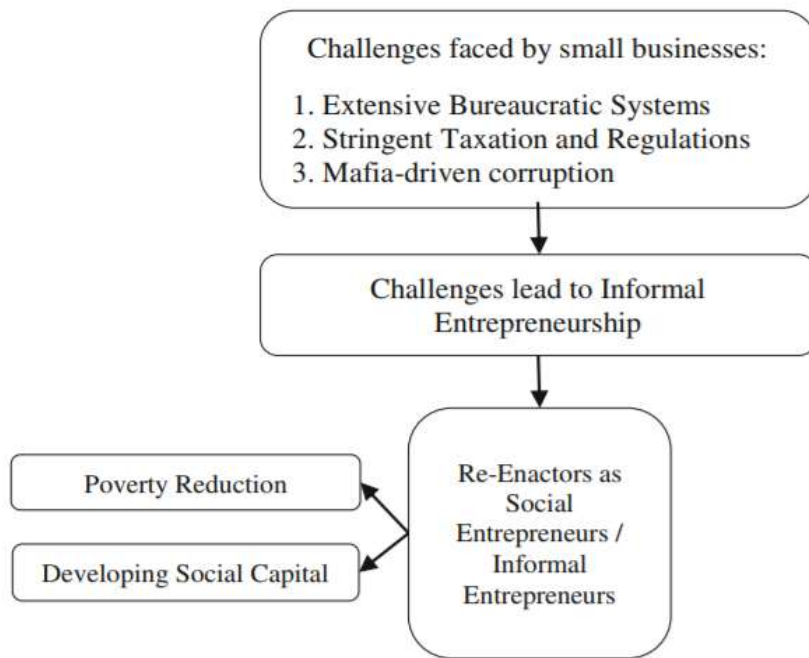 Challenges faced by small businesses:
1. Extensive Bureaucratic Systems
2. Stringent Taxation and Regulations
3. Mafia-driven corruption
Challenges lead to Informal
Entrepreneurship
Re-Enactors as
Social
Entrepreneurs /
Informal
Entrepreneurs
Poverty Reduction
Developing Social Capital